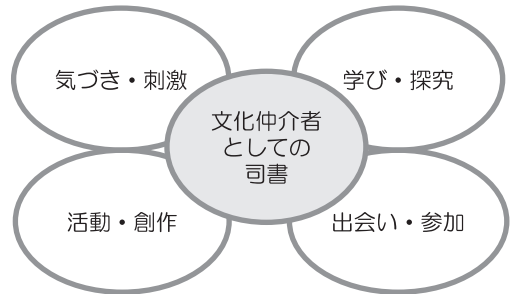 気づき・刺激
学び・探究
文化仲介者
としての
司書
活動・創作
出会い・参加